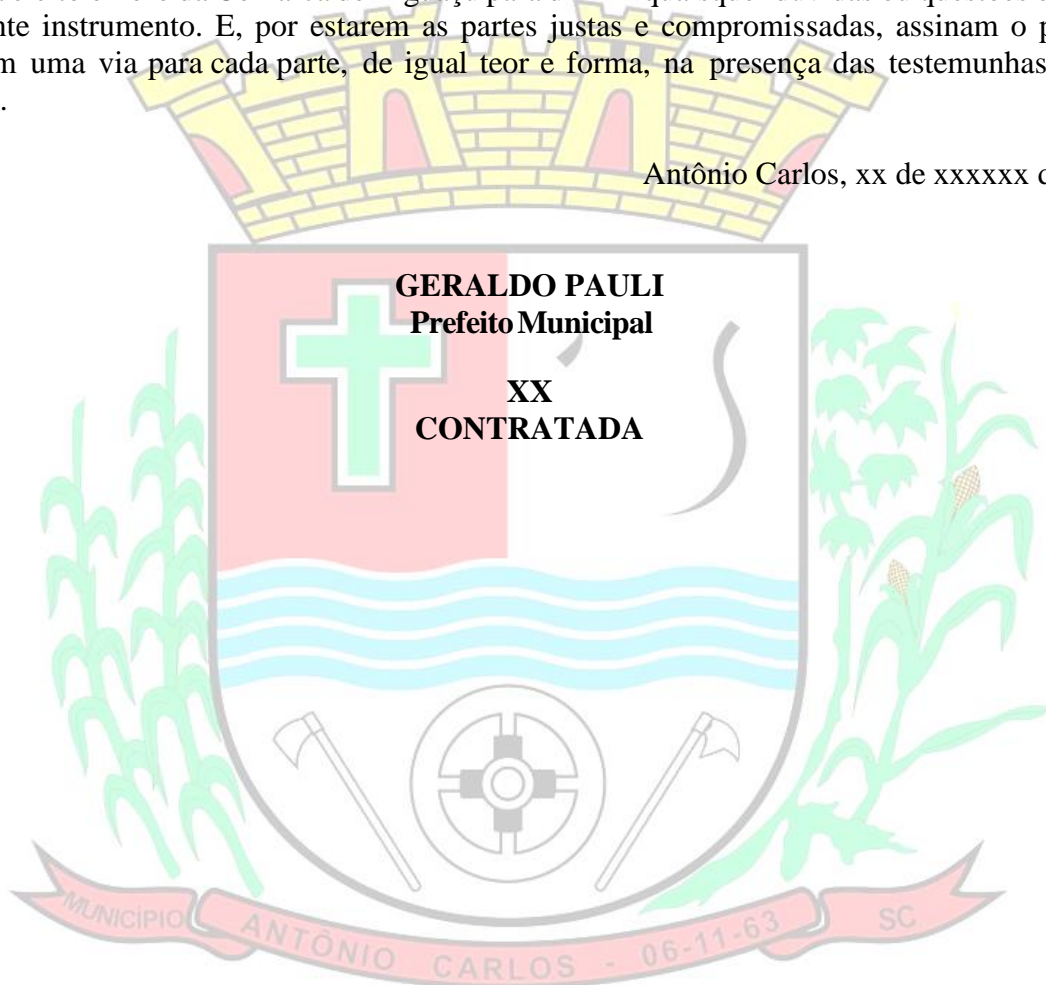 nte instrumento. E, por estarem as partes justas e compromissadas, assinam o p
m uma via para cada parte, de igual teor e forma, na presença das testemunhas
.
Antônio Carlos, xx de xxxxxx d
GERALDO PAULI
Prefeito Municipal
XX
CONTRATADA
MUNICÍPIO ANTÔNIO CARLOS - 06-11-63 SC